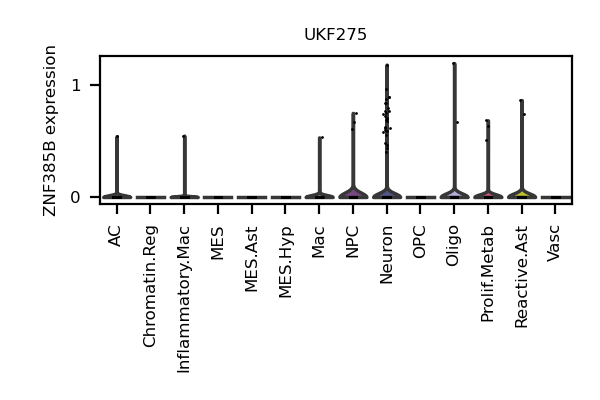 UKF275
ZNF385B expression
1
0
AC
Chromatin.Reg
Inflammatory.Mac
MES
MES.Ast
MES.Hyp
Mac
NPC
Neuron
OPC
Oligo
Prolif.Metab
Reactive.Ast
Vasc